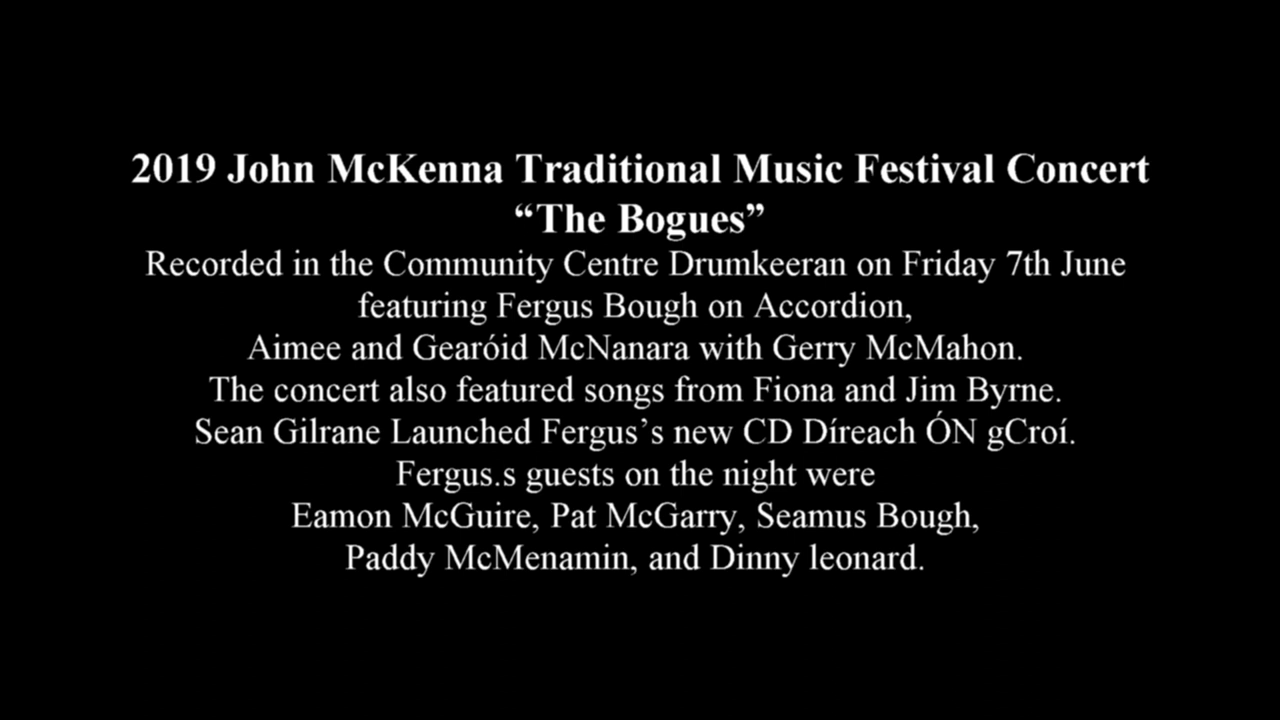 2019 John McKenna Traditional Music Festival Concert
“The Bogues”
Recorded in the Community Centre Drumkeeran on Friday 7th June
featuring Fergus Bough on Accordion,
Aimee and Gearóid McNanara with Gerry McMahon.
The concert also featured songs from Fiona and Jim Byrne.
Sean Gilrane Launched Fergus’s new CD Díreach ÓN gCroí.
Fergus.s guests on the night were
Eamon McGuire, Pat McGarry, Seamus Bough,
Paddy McMenamin, and Dinny leonard.